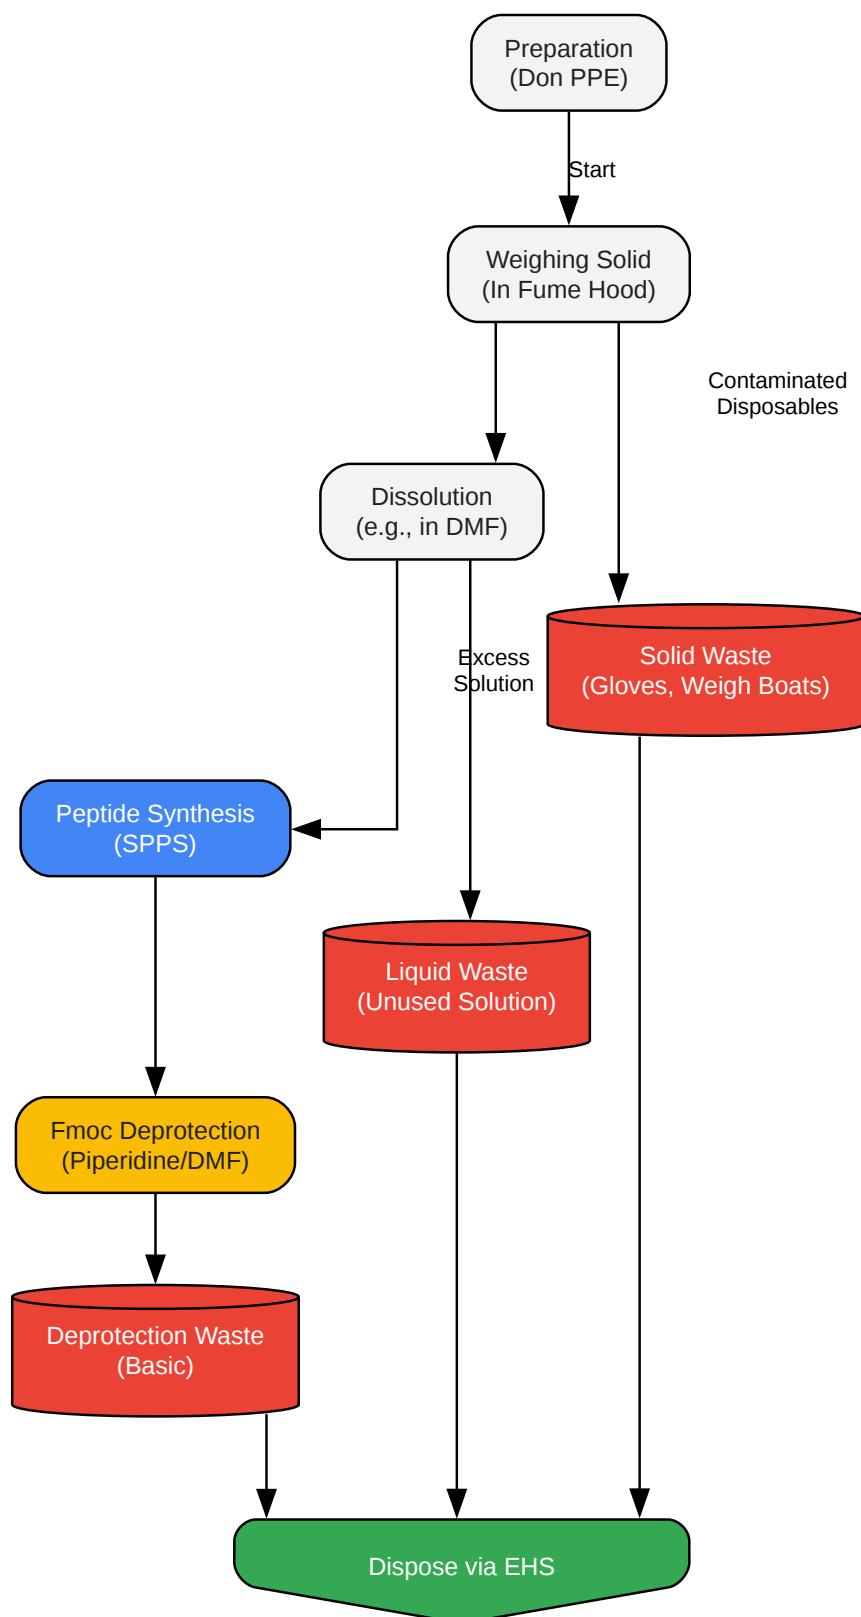 Preparation
(Don PPE)
Start
Weighing Solid
(In Fume Hood)
Contaminated
Disposables
Dissolution
(e.g., in DMF)
Excess
Solution
Solid Waste
(Gloves, Weigh Boats)
Peptide Synthesis
(SPPS)
Liquid Waste
(Unused Solution)
Fmoc Deprotection
(Piperidine/DMF)
Deprotection Waste
(Basic)
Dispose via EHS